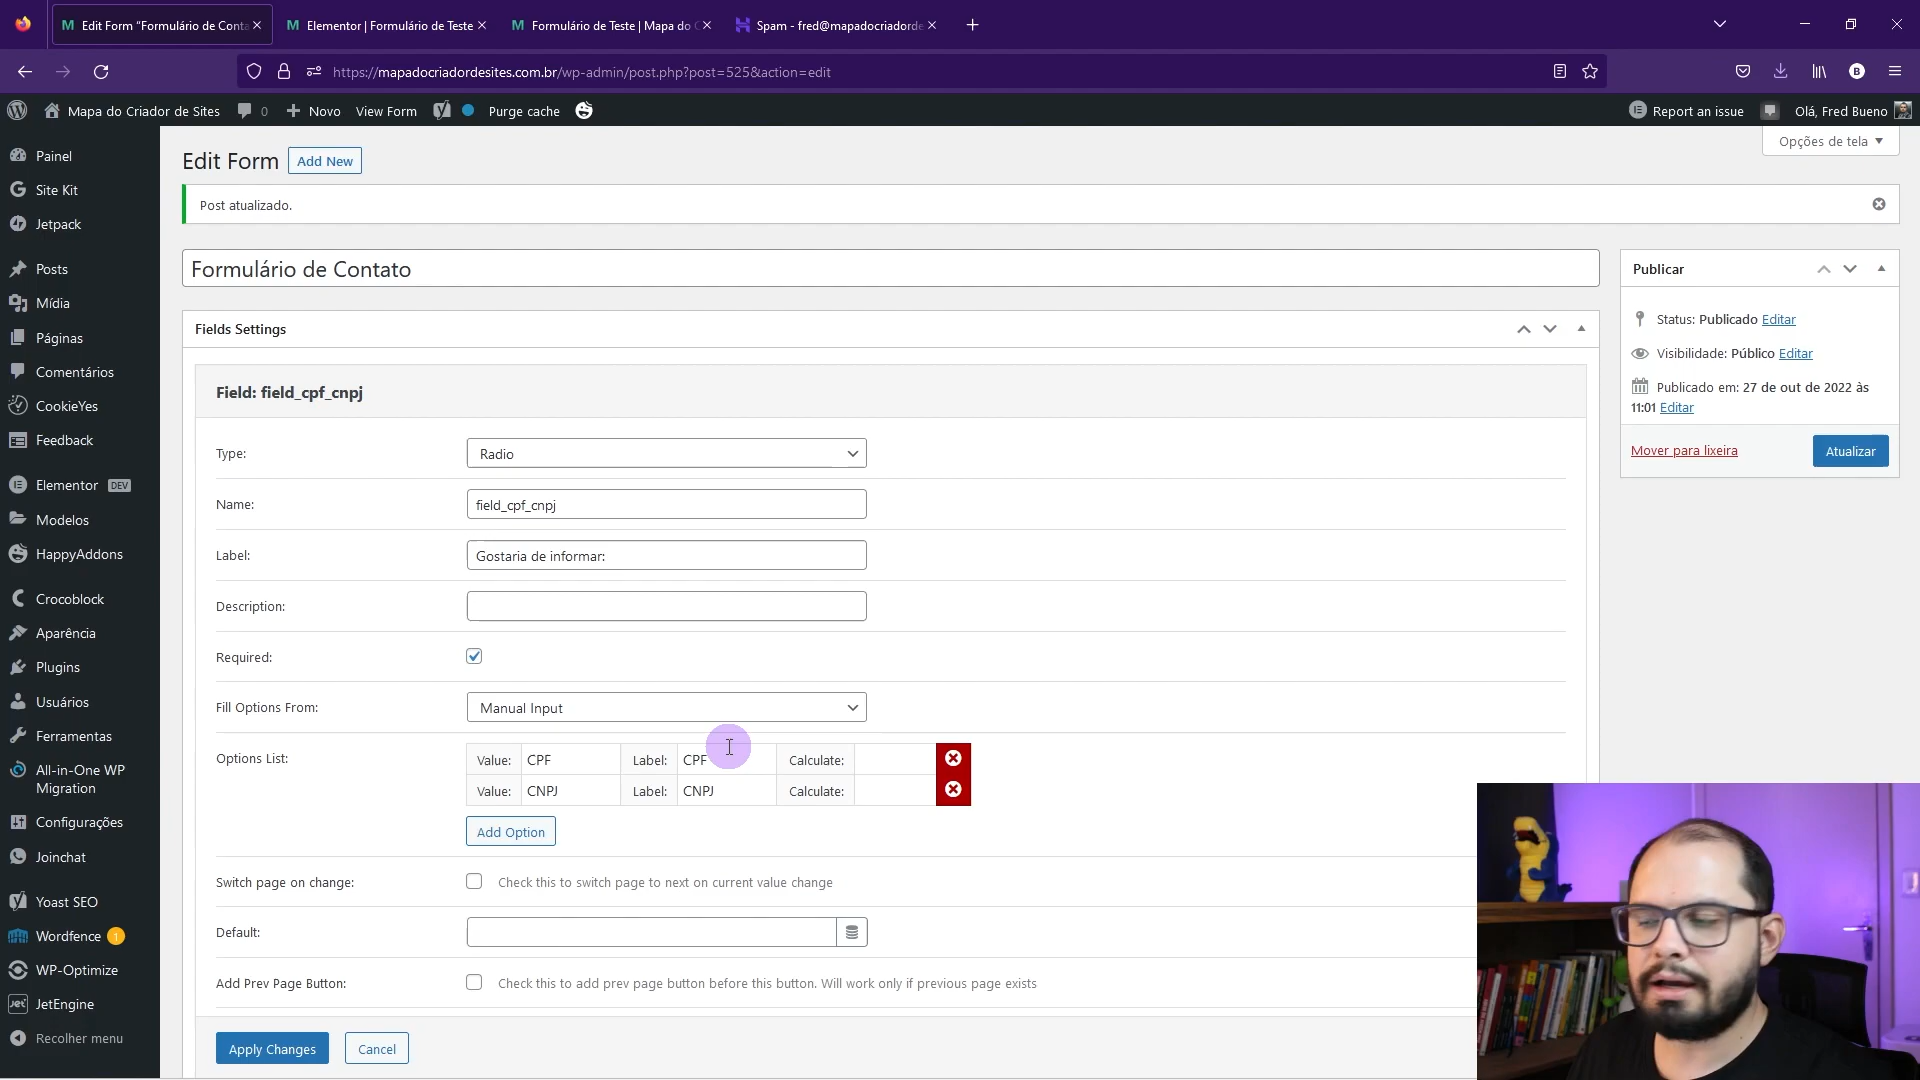 Edit Form "Formulário de Conta
Elementor | Formulário de Teste
Formulário de Teste | Mapa do C
Spam - fred@mapadocriadorde
https://mapadocriadordesites.com.br/wp-admin/post.php?post=525&action=edit
B
Mapa do Criador de Sites
0
Novo
View Form
Purge cache
Report an issue
Olá, Fred Bueno
Opções de tela
Painel
Site Kit
Jetpack
Posts
Mídia
Páginas
Comentários
CookieYes
Feedback
Elementor DEV
Modelos
HappyAddons
Crocoblock
Aparência
Plugins
Usuários
Ferramentas
All-in-One WP
Migration
Configurações
Joinchat
Yoast SEO
Wordfence 1
WP-Optimize
JetEngine
Recolher menu
Edit Form
Add New
Post atualizado.
Formulário de Contato
Fields Settings
Field: field_cpf_cnpj
Type: Radio
Name: field_cpf_cnpj
Label: Gostaria de informar:
Description:
Required:
Fill Options From: Manual Input
Options List: Value: CPF Label: CPF Calculate:
Value: CNPJ Label: CNPJ Calculate:
Add Option
Switch page on change: Check this to switch page to next on current value change
Default:
Add Prev Page Button: Check this to add prev page button before this button. Will work only if previous page exists
Apply Changes Cancel
Publicar
Status: Publicado Editar
Visibilidade: Público Editar
Publicado em: 27 de out de 2022 às
11:01 Editar
Mover para lixeira
Atualizar